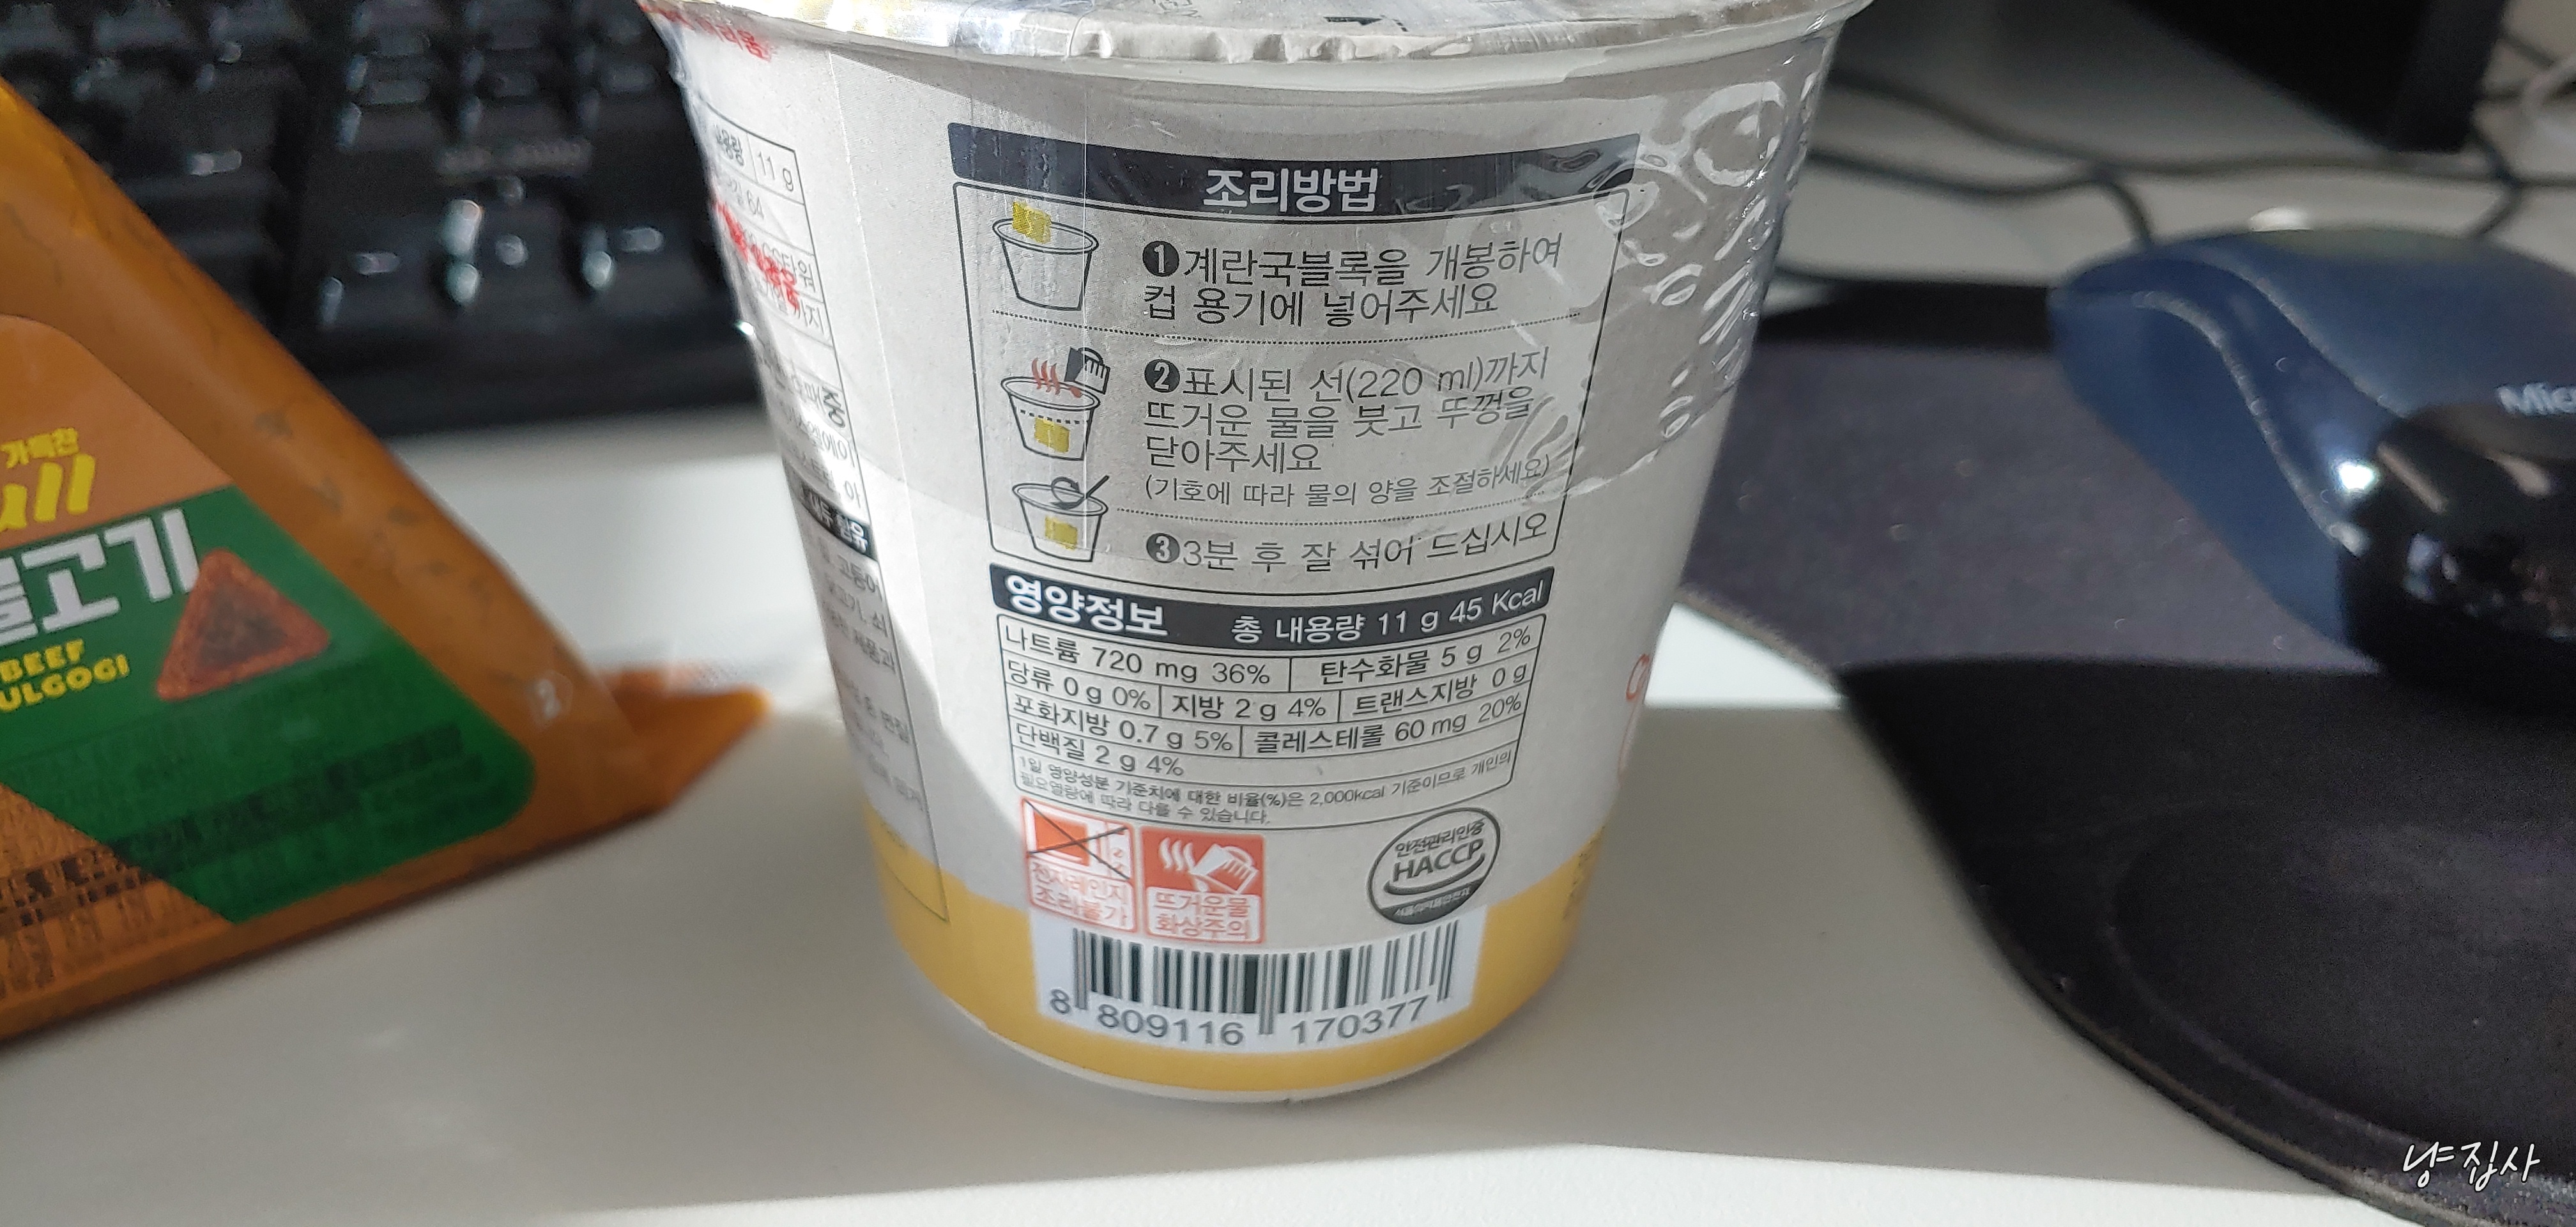 가득찬
불고기
BEEF
BULGOGI
내용량 11 g
64
조리방법
❶계란국블록을 개봉하여
컵 용기에 넣어주세요
❷표시된 선(220 ml)까지
뜨거운 물을 붓고 뚜껑을
닫아주세요
(기호에 따라 물의 양을 조절하세요)
❸3분 후 잘 섞어 드십시오
영양정보 총 내용량 11 g 45 Kcal
나트륨 720 mg 36% 탄수화물 5 g 2%
당류 0 g 0% 지방 2 g 4% 트랜스지방 0 g
포화지방 0.7 g 5% 콜레스테롤 60 mg 20%
단백질 2 g 4%
1일 영양성분 기준치에 대한 비율(%)은 2,000kcal 기준이므로 개인의
필요열량에 따라 다를 수 있습니다.
전자레인지
조리불가
뜨거운물
화상주의
안전관리인증
HACCP
8 809116 170377
냥집사